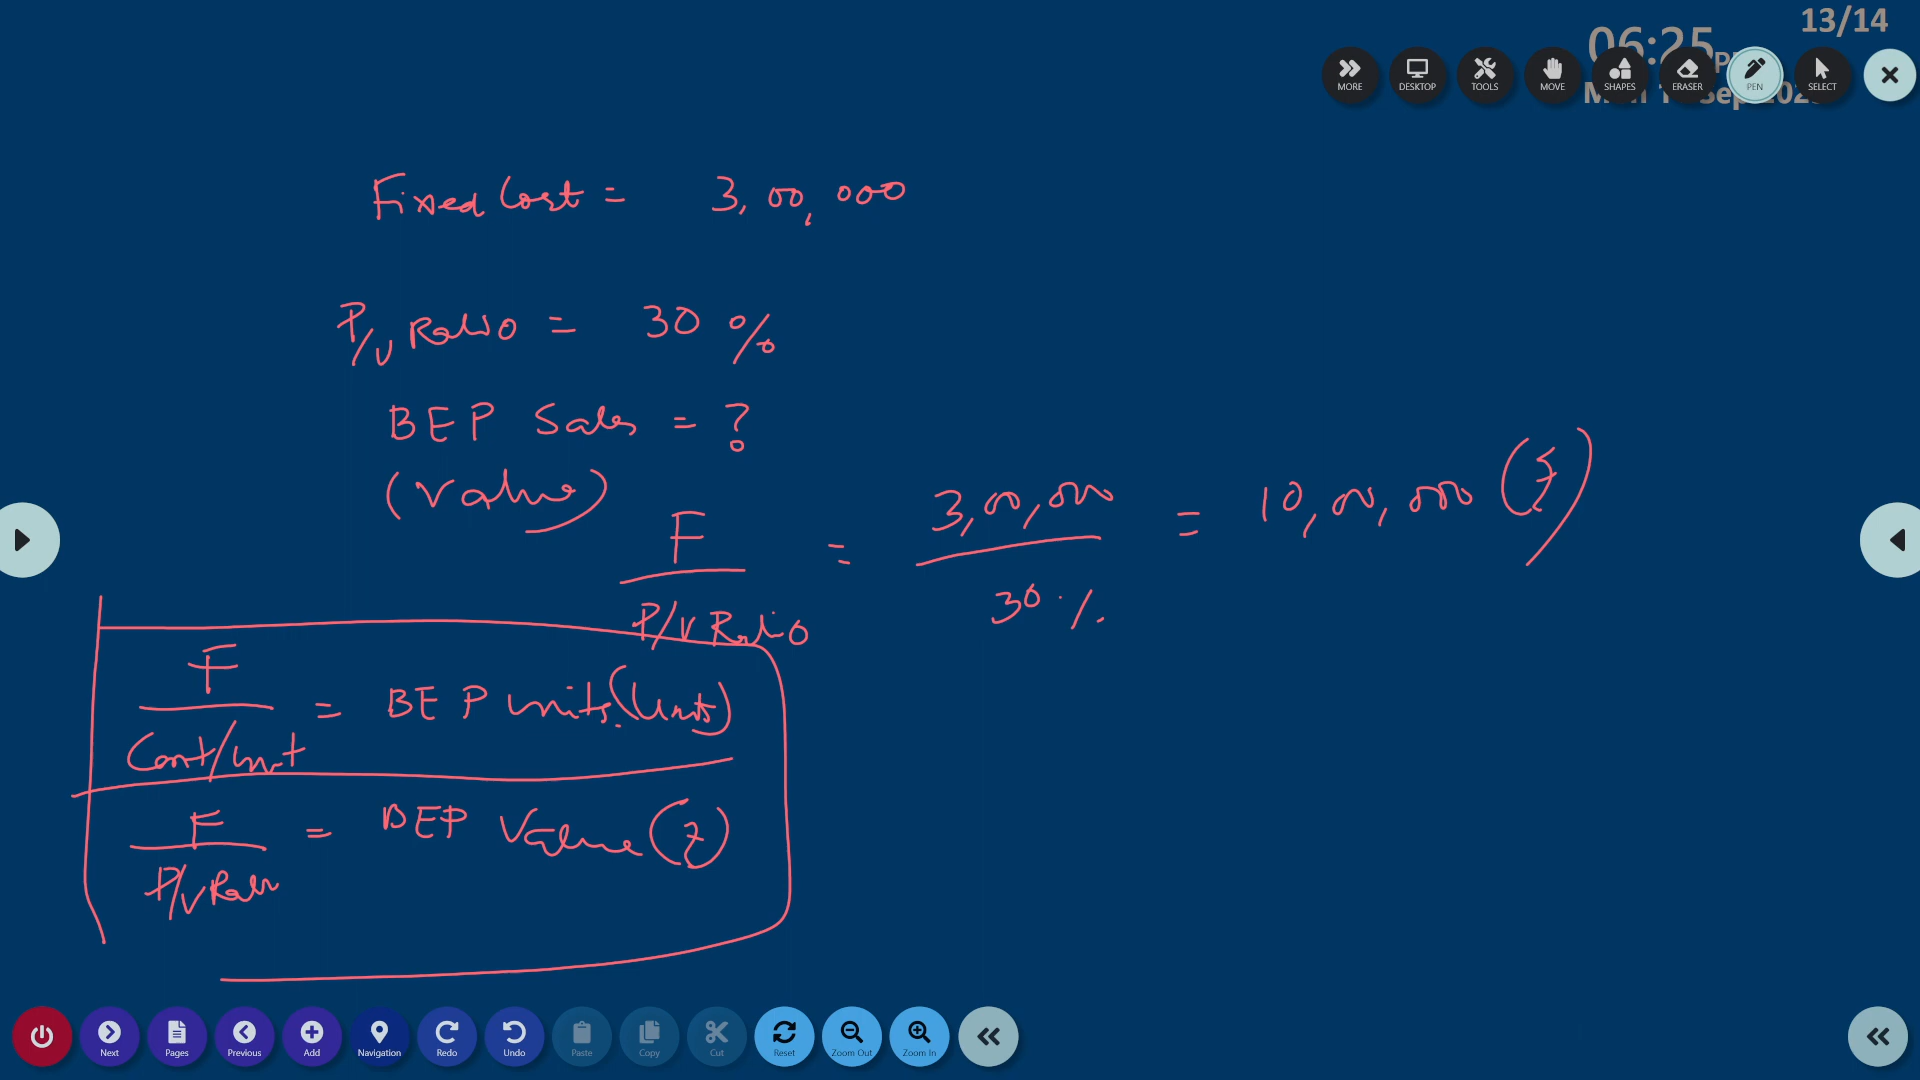 13/14
06:25
MORE DESKTOP TOOLS MOVE SHAPES ERASER PEN SELECT
Fixed Cost = 3,00,000
P/V Ratio = 30 %
BEP Sales = ?
(Value)
F / P/V Ratio = 3,00,000 / 30 % = 10,00,000 (₹)
F / Cont/unit = BEP units (Units)
F / P/V Ratio = BEP Value (₹)
Next Pages Previous Add Navigation Redo Undo Paste Copy Cut Reset Zoom Out Zoom In